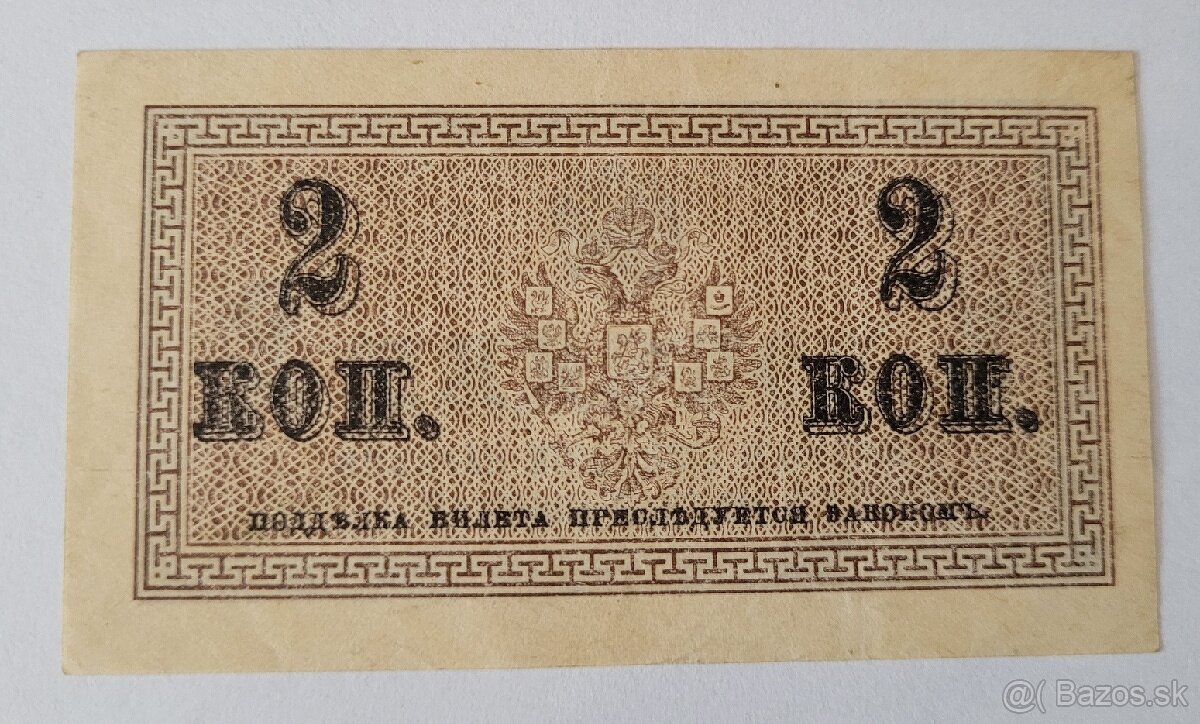 2 2
КОП. КОП.
ПОДДѢЛКА БИЛЕТА ПРЕСЛѢДУЕТСЯ ЗАКОНОМЪ.
@( Bazos.sk